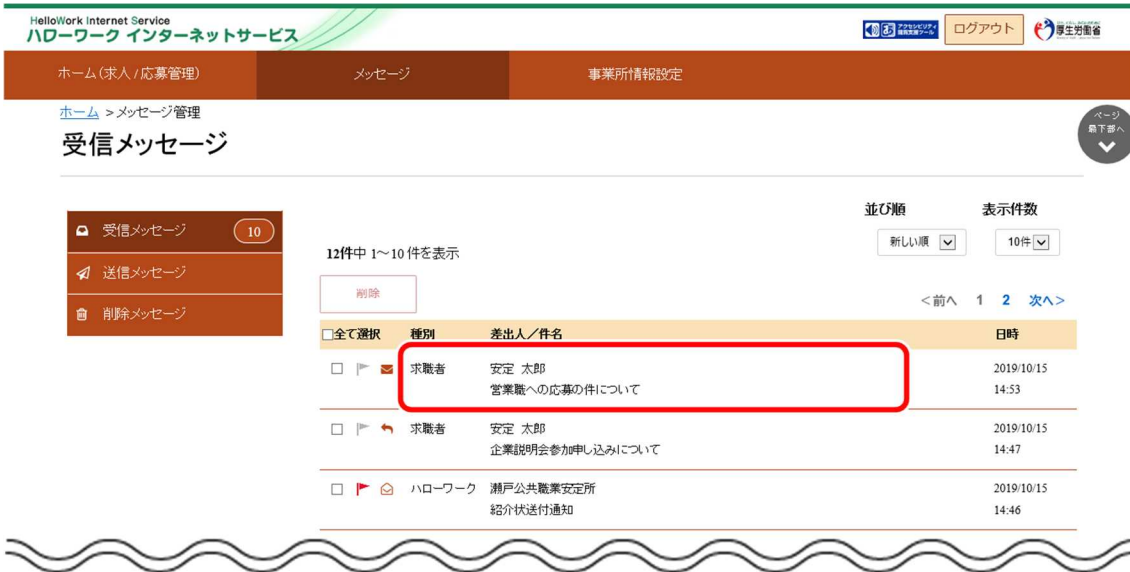 HelloWork Internet Service
ハローワーク インターネットサービス
ログアウト
厚生労働省
ホーム(求人/応募管理)
メッセージ
事業所情報設定
ホーム >メッセージ管理
ページ
最下部へ
受信メッセージ
並び順
表示件数
受信メッセージ
10
新しい順
10件
12件中 1～10 件を表示
送信メッセージ
削除
<前へ 1 2 次へ>
削除メッセージ
全て選択 種別 差出人/件名 日時
求職者 安定 太郎 2019/10/15
営業職への応募の件について 14:53
求職者 安定 太郎 2019/10/15
企業説明会参加申し込みについて 14:47
ハローワーク 瀬戸公共職業安定所 2019/10/15
紹介状送付通知 14:46